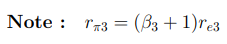 Note : r_{π3} = (β_3 + 1)r_{e3}